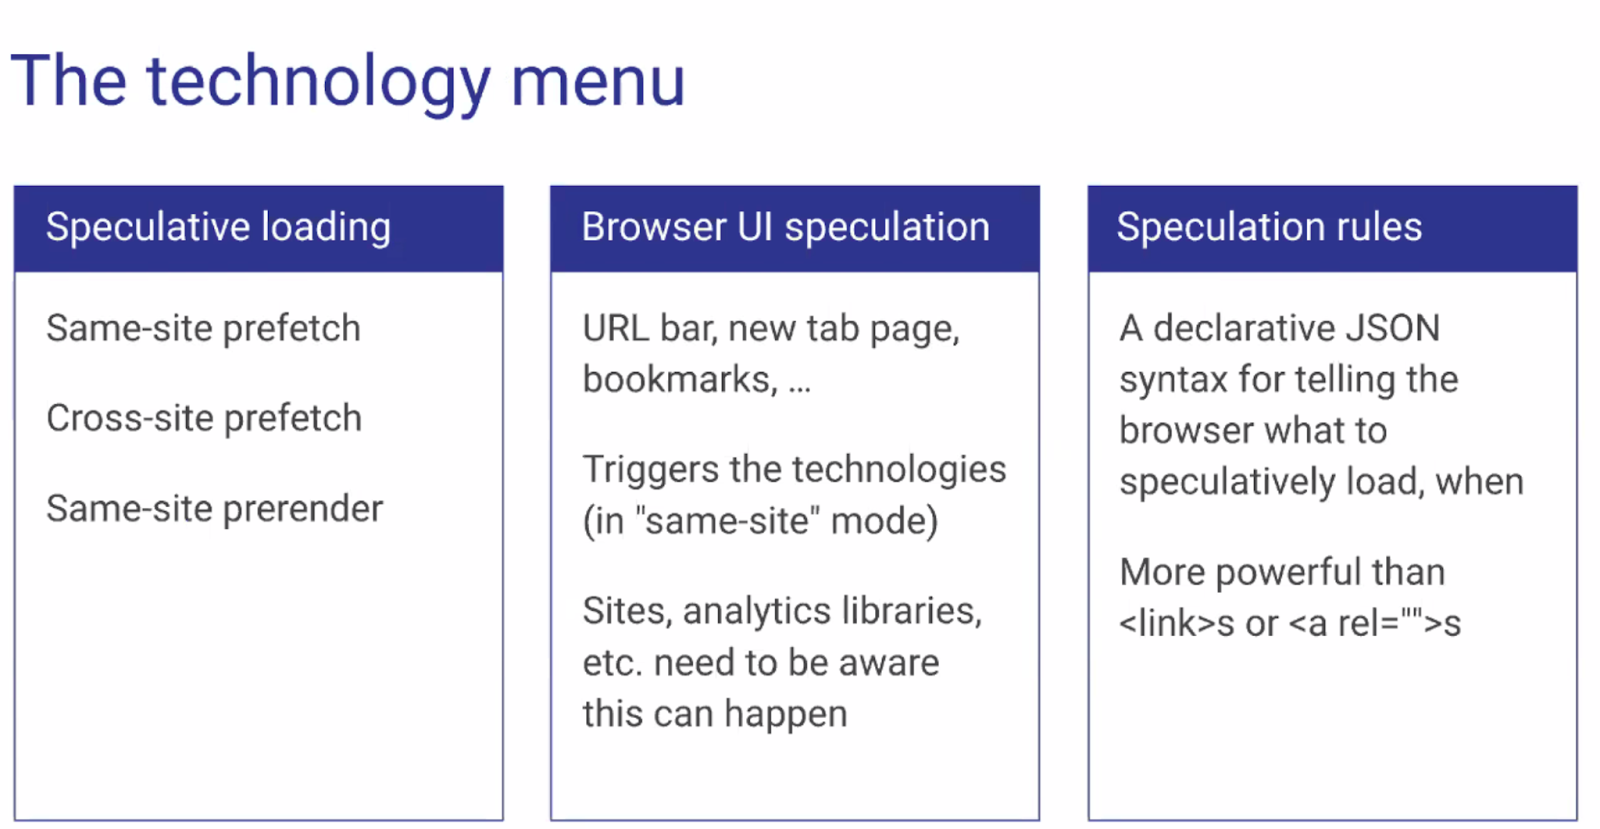 The technology menu
Speculative loading
Same-site prefetch
Cross-site prefetch
Same-site prerender
Browser UI speculation
URL bar, new tab page,
bookmarks, ...
Triggers the technologies
(in "same-site" mode)
Sites, analytics libraries,
etc. need to be aware
this can happen
Speculation rules
A declarative JSON
syntax for telling the
browser what to
speculatively load, when
More powerful than
<link>s or <a rel="">s